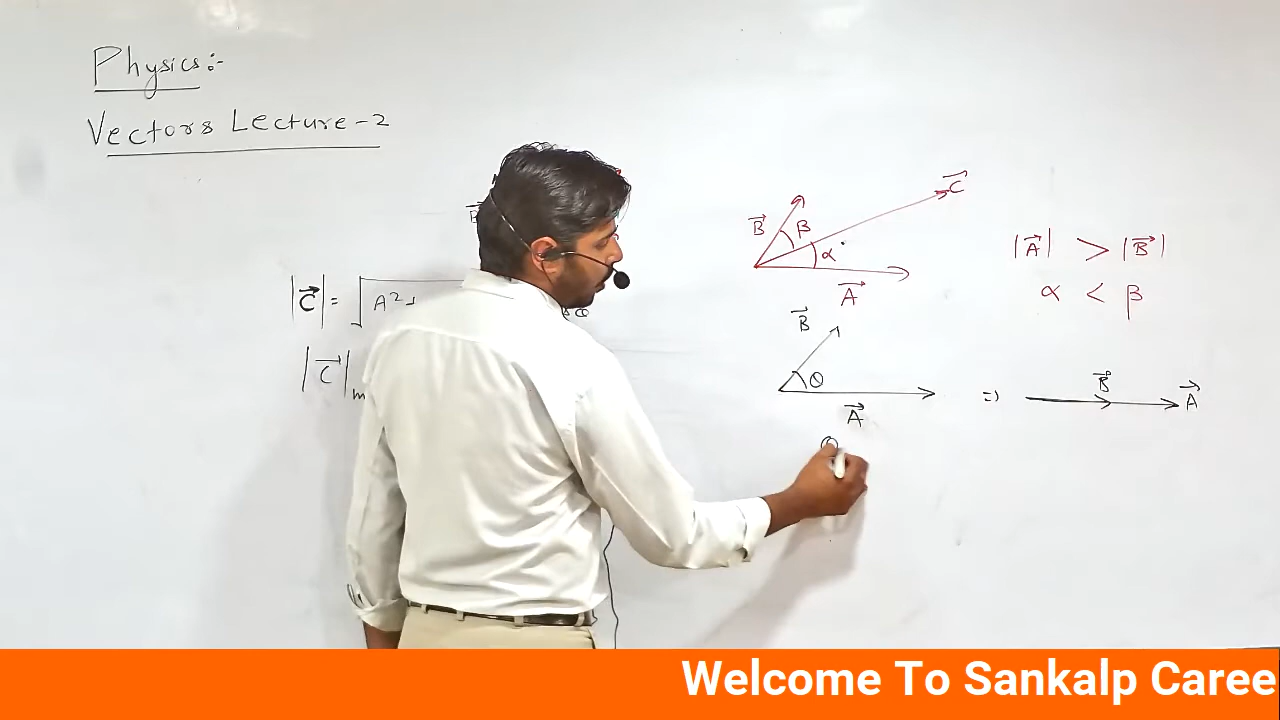 Physics:-
Vectors Lecture-2
|C⃗| = √A²+
|C⃗|m
C⃗
B⃗ β
α
A⃗
|A⃗| > |B⃗|
α < β
B⃗
θ
A⃗
⇒ B⃗ A⃗
θ
Welcome To Sankalp Caree